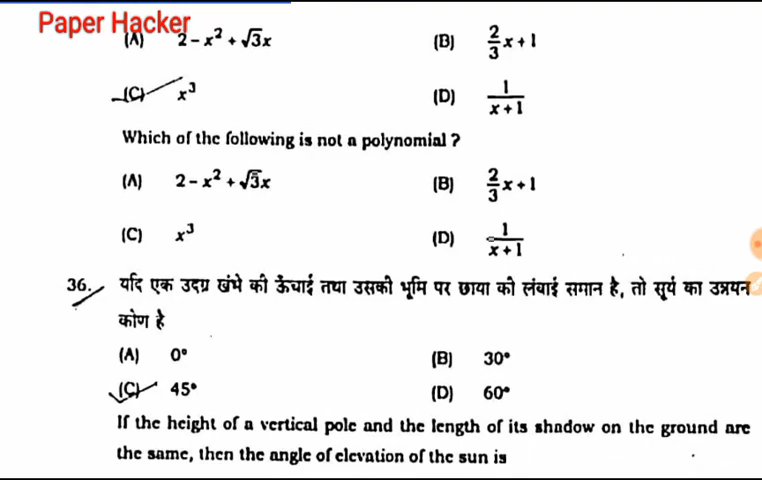 Paper Hacker
(A) 2 – x² + √3x (B) 2/3 x + 1
(C) x³ (D) 1/(x + 1)
Which of the following is not a polynomial ?
(A) 2 – x² + √3x (B) 2/3 x + 1
(C) x³ (D) 1/(x + 1)
36. यदि एक उदग्र खंभे की ऊँचाई तथा उसकी भूमि पर छाया की लंबाई समान है, तो सूर्य का उन्नयन
कोण है
(A) 0° (B) 30°
(C) 45° (D) 60°
If the height of a vertical pole and the length of its shadow on the ground are
the same, then the angle of elevation of the sun is